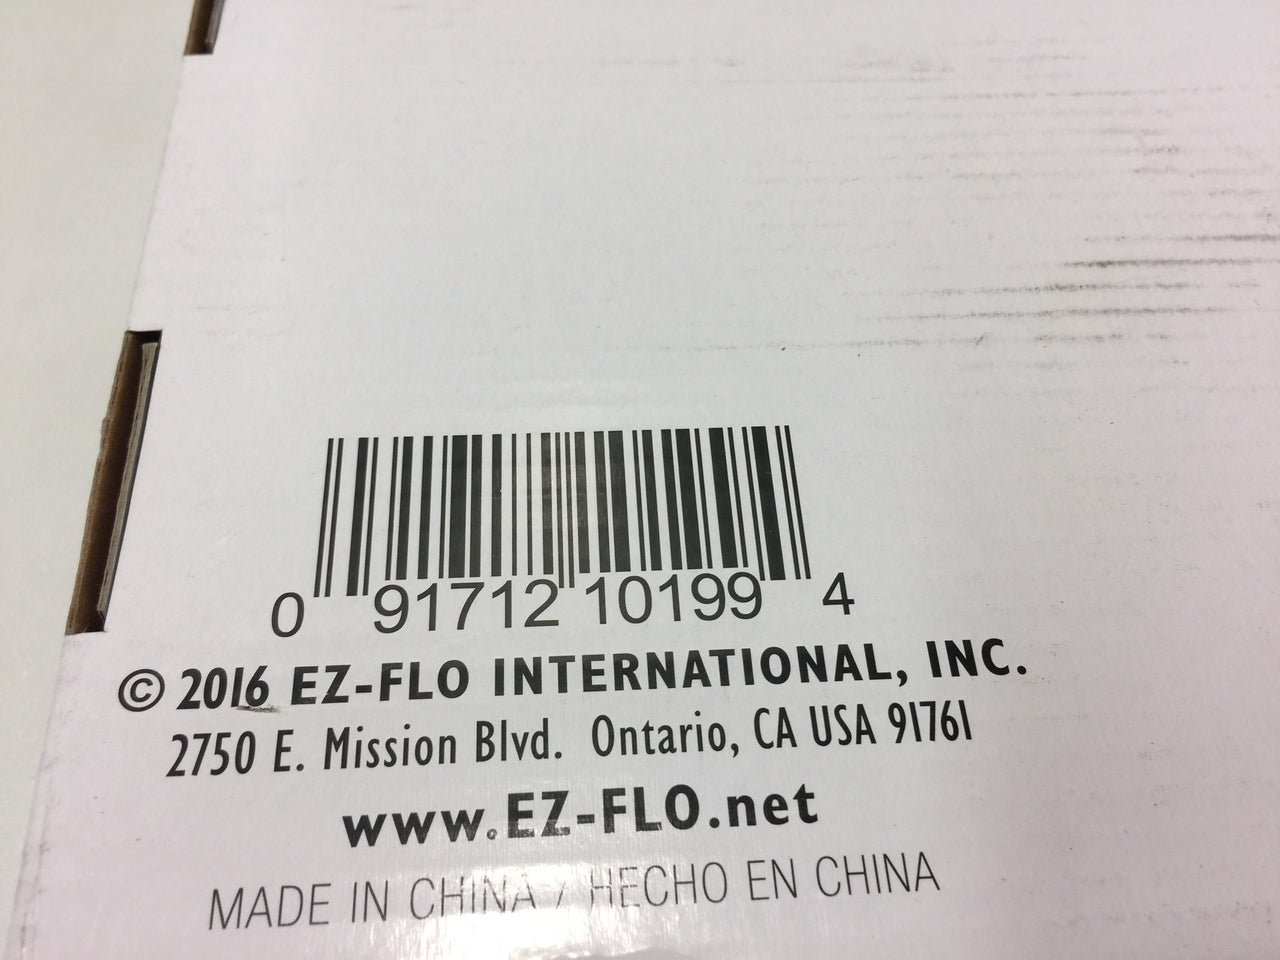 0 91712 10199 4
© 2016 EZ-FLO INTERNATIONAL, INC.
2750 E. Mission Blvd. Ontario, CA USA 91761
www.EZ-FLO.net
MADE IN CHINA / HECHO EN CHINA